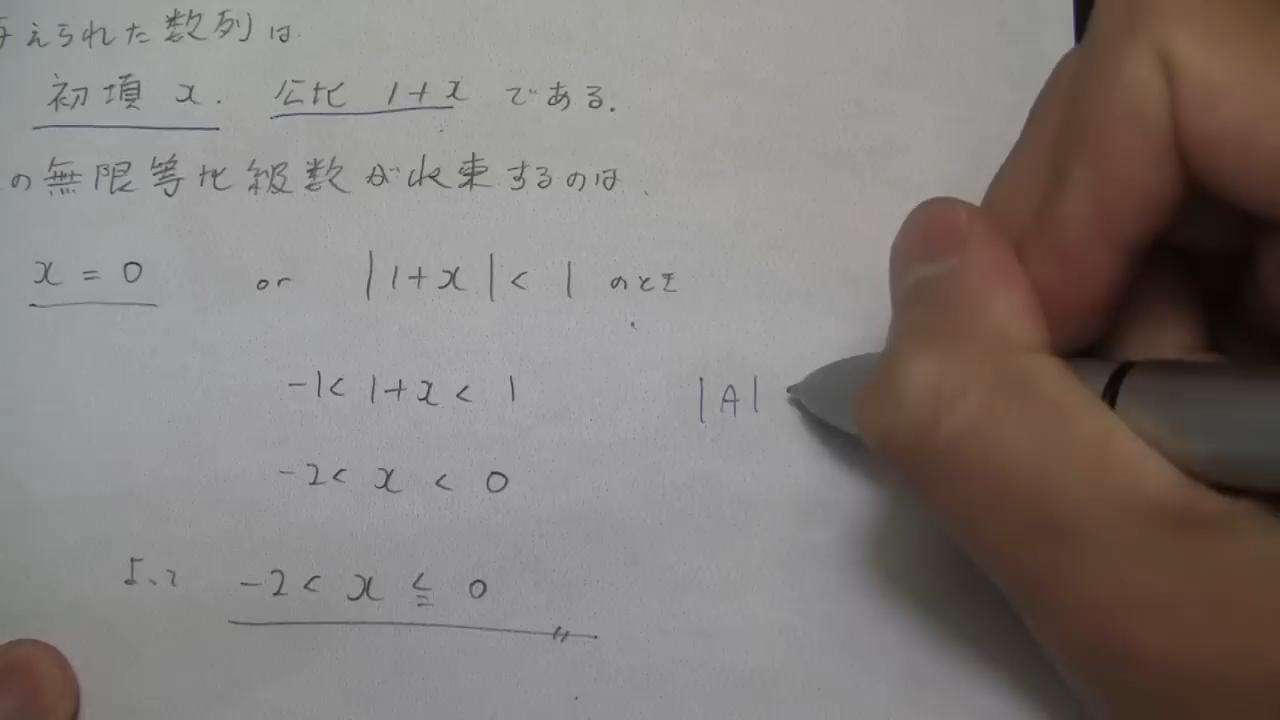 えられた数列は
初項 x. 公比 1+x である.
の無限等比級数が収束するのは
x = 0 or |1+x| < 1 のとき
-1 < 1+x < 1
|A|
-2 < x < 0
よって -2 < x ≦ 0